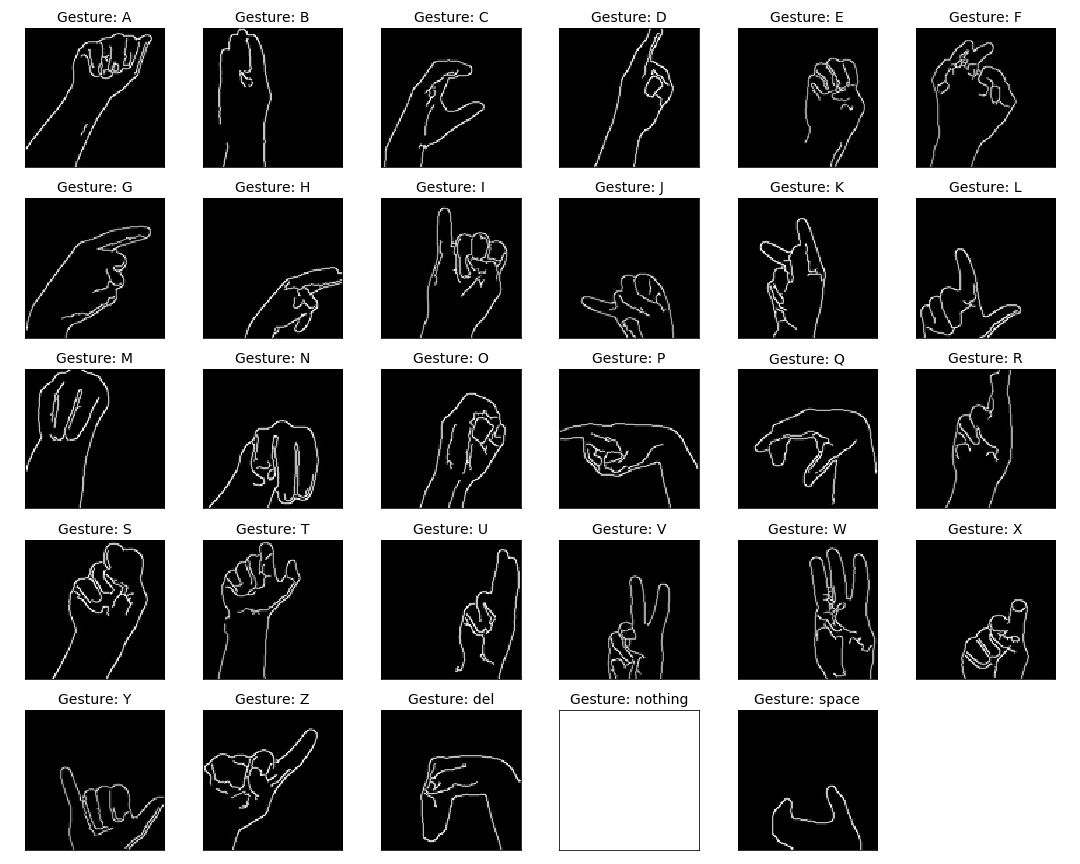 Gesture: A Gesture: B Gesture: C Gesture: D Gesture: E Gesture: F
Gesture: G Gesture: H Gesture: I Gesture: J Gesture: K Gesture: L
Gesture: M Gesture: N Gesture: O Gesture: P Gesture: Q Gesture: R
Gesture: S Gesture: T Gesture: U Gesture: V Gesture: W Gesture: X
Gesture: Y Gesture: Z Gesture: del Gesture: nothing Gesture: space